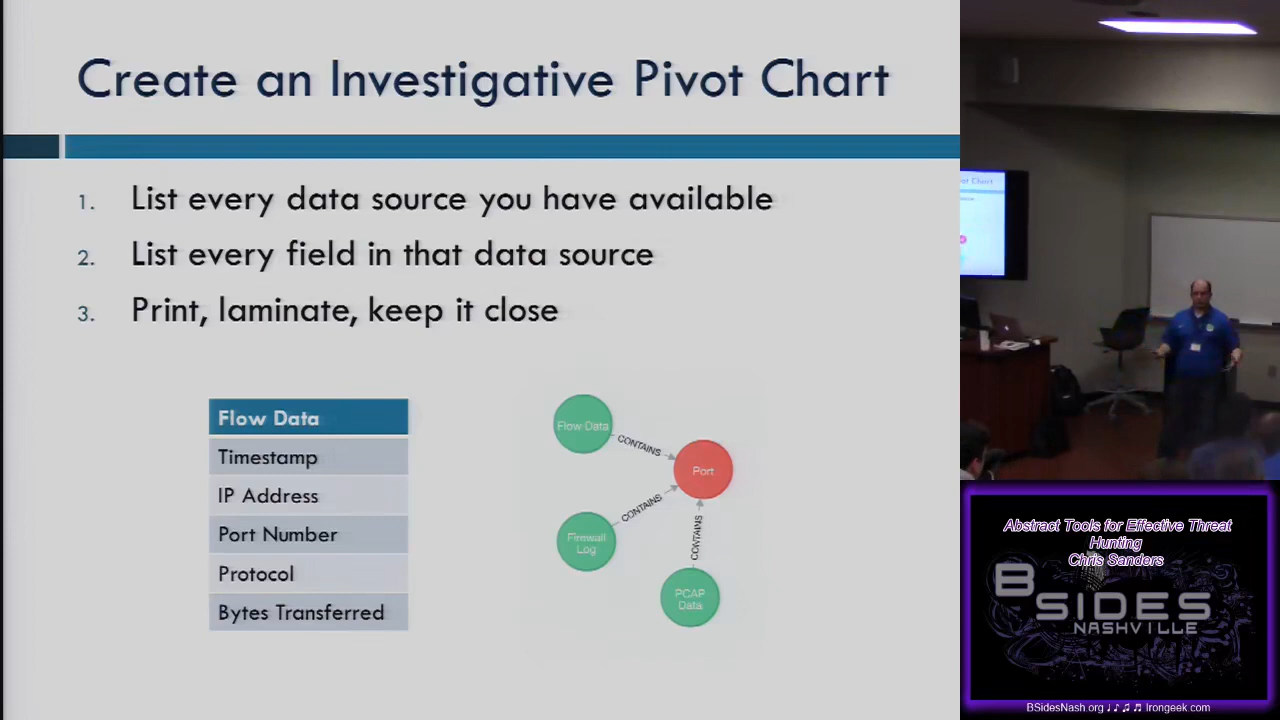 Create an Investigative Pivot Chart
1. List every data source you have available
2. List every field in that data source
3. Print, laminate, keep it close
Flow Data
Timestamp
IP Address
Port Number
Protocol
Bytes Transferred
Flow Data
CONTAINS
Port
CONTAINS
Firewall
Log
CONTAINS
PCAP
Data
Abstract Tools for Effective Threat
Hunting
Chris Sanders
BSIDES
NASHVILLE
BSidesNash.org ♩♪♫♬ Irongeek.com